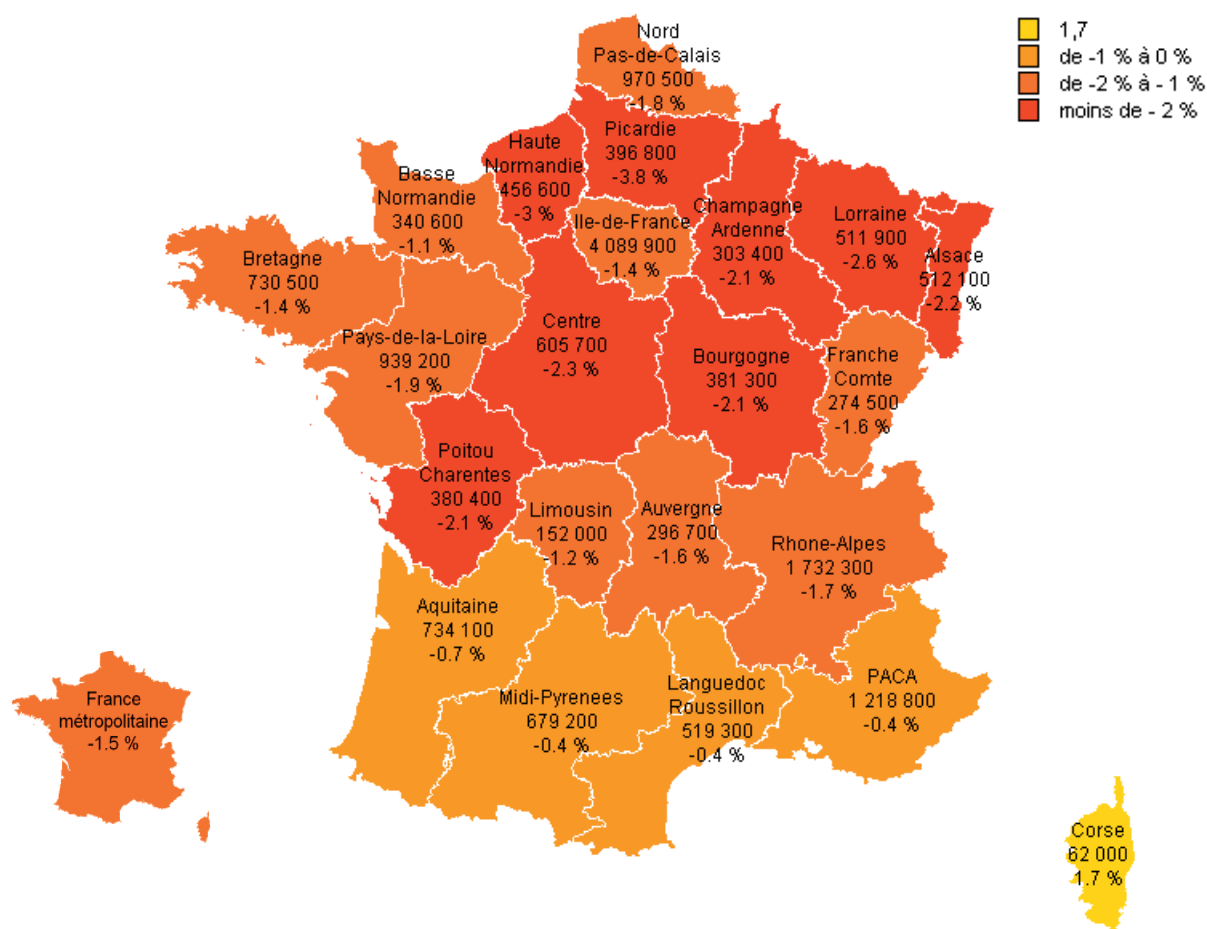 1,7
de -1 % à 0 %
de -2 % à - 1 %
moins de - 2 %
Nord
Pas-de-Calais
970 500
-1.8 %
Picardie
396 800
-3.8 %
Haute
Normandie
456 600
-3 %
Basse
Normandie
340 600
-1.1 %
Ile-de-France
4 089 900
-1.4 %
Champagne
Ardenne
303 400
-2.1 %
Lorraine
511 900
-2.6 %
Alsace
512 100
-2.2 %
Bretagne
730 500
-1.4 %
Pays-de-la-Loire
939 200
-1.9 %
Centre
605 700
-2.3 %
Bourgogne
381 300
-2.1 %
Franche
Comte
274 500
-1.6 %
Poitou
Charentes
380 400
-2.1 %
Limousin
152 000
-1.2 %
Auvergne
296 700
-1.6 %
Rhone-Alpes
1 732 300
-1.7 %
Aquitaine
734 100
-0.7 %
Midi-Pyrenees
679 200
-0.4 %
Languedoc
Roussillon
519 300
-0.4 %
PACA
1 218 800
-0.4 %
France
métropolitaine
-1.5 %
Corse
62 000
1.7 %